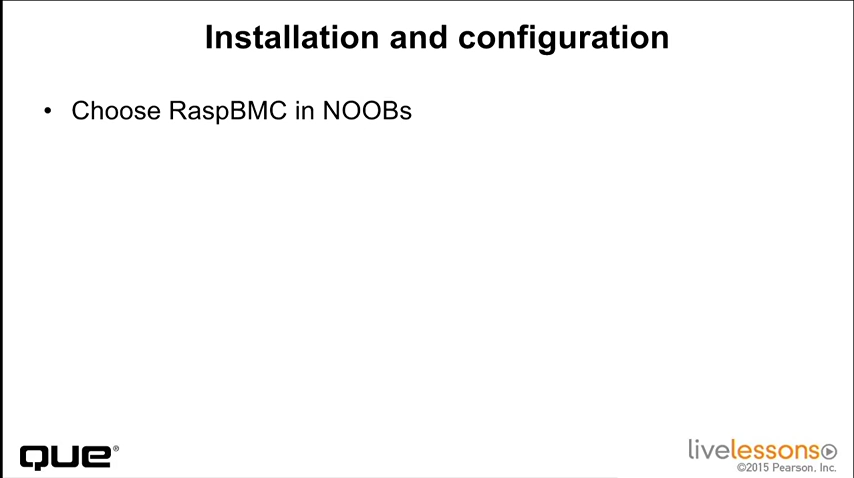 Installation and configuration
• Choose RaspBMC in NOOBs
QUE®
livelessons
©2015 Pearson, Inc.